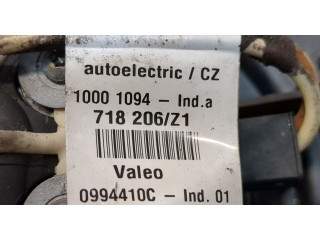 autoelectric / CZ
1000 1094 – Ind.a
718 206/Z1
Valeo
0994410C – Ind. 01